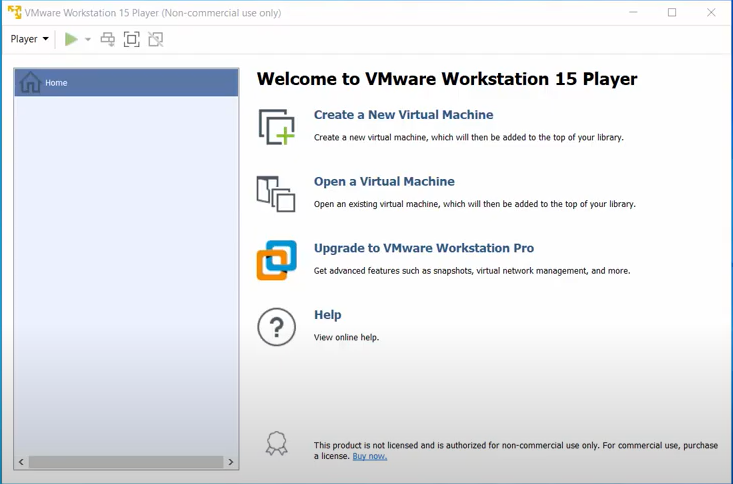 VMware Workstation 15 Player (Non-commercial use only)
Player
Home
Welcome to VMware Workstation 15 Player
Create a New Virtual Machine
Create a new virtual machine, which will then be added to the top of your library.
Open a Virtual Machine
Open an existing virtual machine, which will then be added to the top of your library.
Upgrade to VMware Workstation Pro
Get advanced features such as snapshots, virtual network management, and more.
?
Help
View online help.
This product is not licensed and is authorized for non-commercial use only. For commercial use, purchase
a license. Buy now.